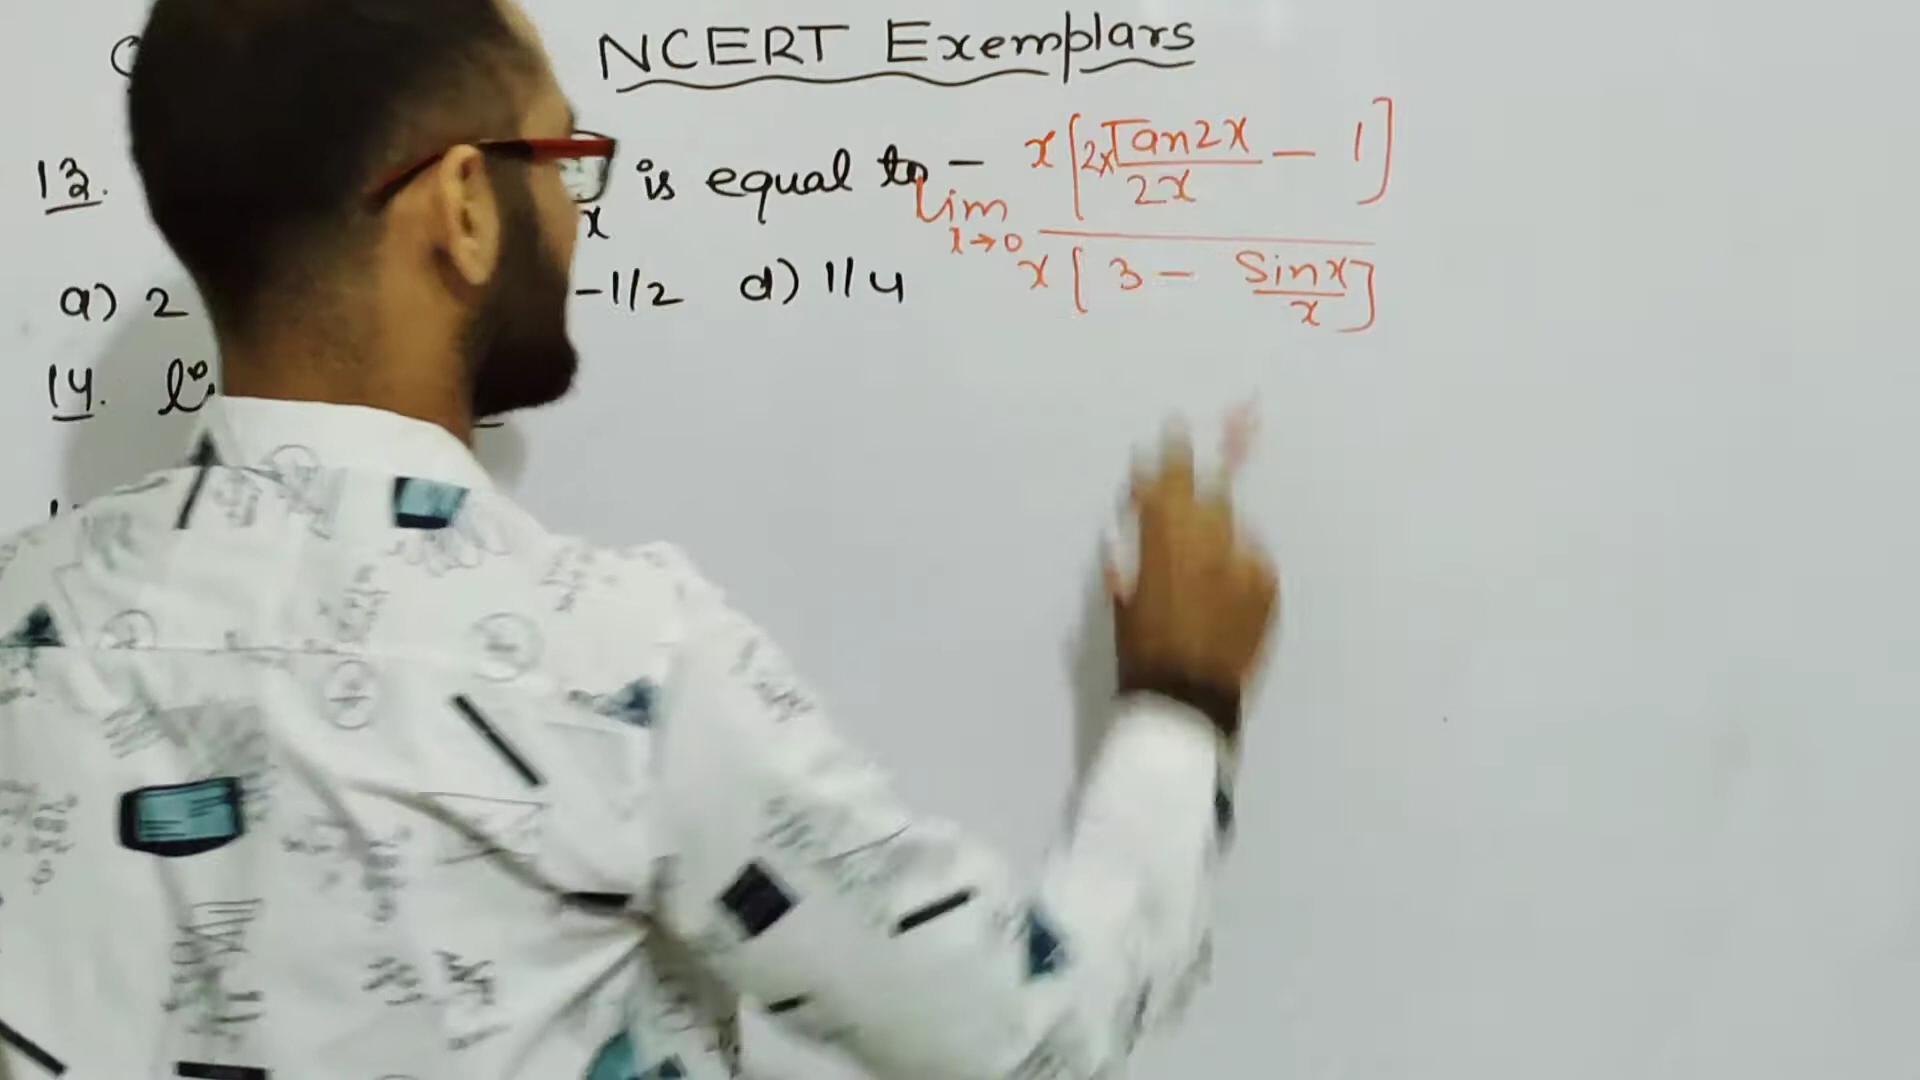 NCERT Exemplars
13. x is equal to -
lim x→0 x[2x Tan2x/2x - 1] / x[3 - Sinx/x]
a) 2 -1/2 d) 1/4
14.